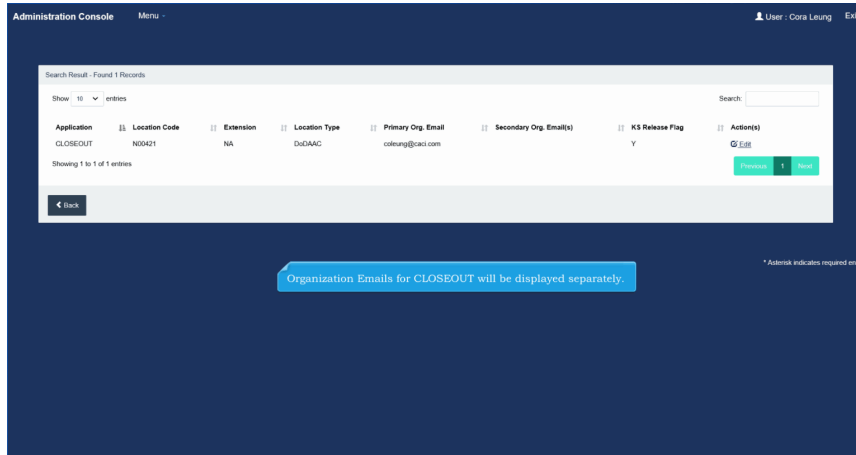 Administration Console Menu User : Cora Leung Exi
Search Result - Found 1 Records
Show 10 entries Search:
Application Location Code Extension Location Type Primary Org. Email Secondary Org. Email(s) KS Release Flag Action(s)
CLOSEOUT N00421 NA DoDAAC coleung@caci.com Y Edit
Showing 1 to 1 of 1 entries Previous 1 Next
Back
* Asterisk indicates required en
Organization Emails for CLOSEOUT will be displayed separately.